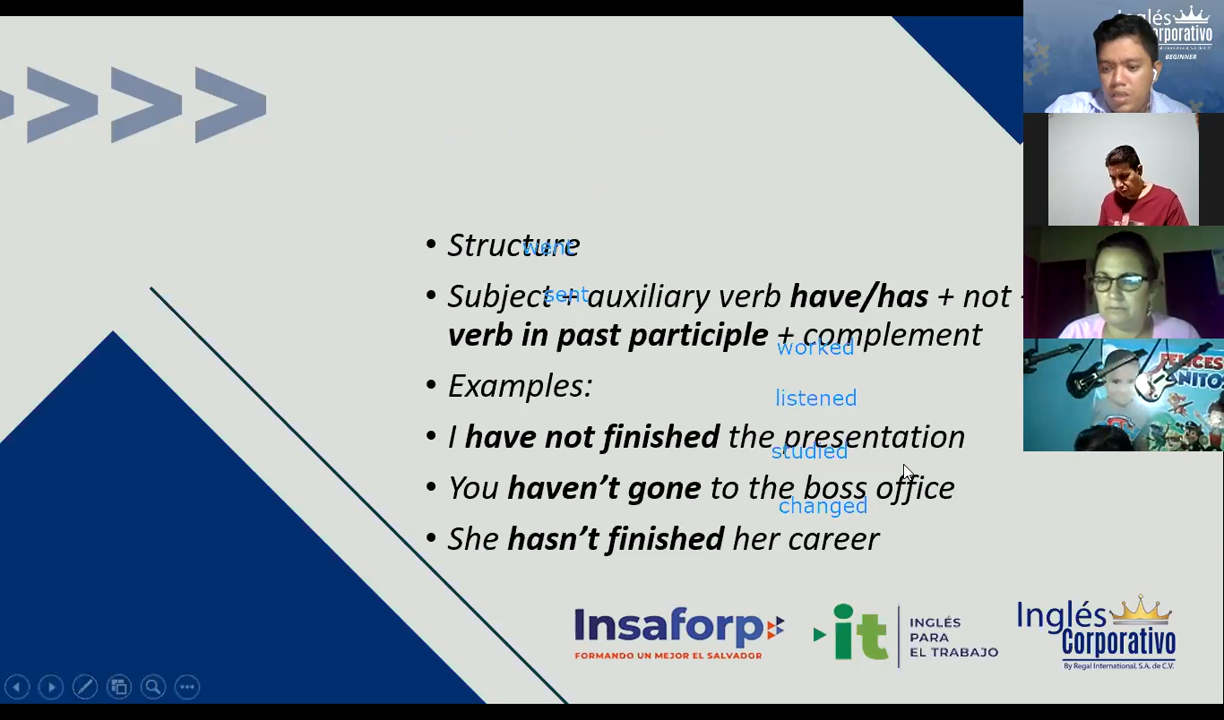 Inglés
Corporativo
BEGINNER
• Structure
went
• Subject + auxiliary verb have/has + not
sent
verb in past participle + complement
worked
• Examples:
listened
• I have not finished the presentation
studied
• You haven’t gone to the boss office
changed
• She hasn’t finished her career
Insaforp
FORMANDO UN MEJOR EL SALVADOR
it
INGLÉS
PARA
EL TRABAJO
Inglés
Corporativo
By Regal International, S.A. de C.V.